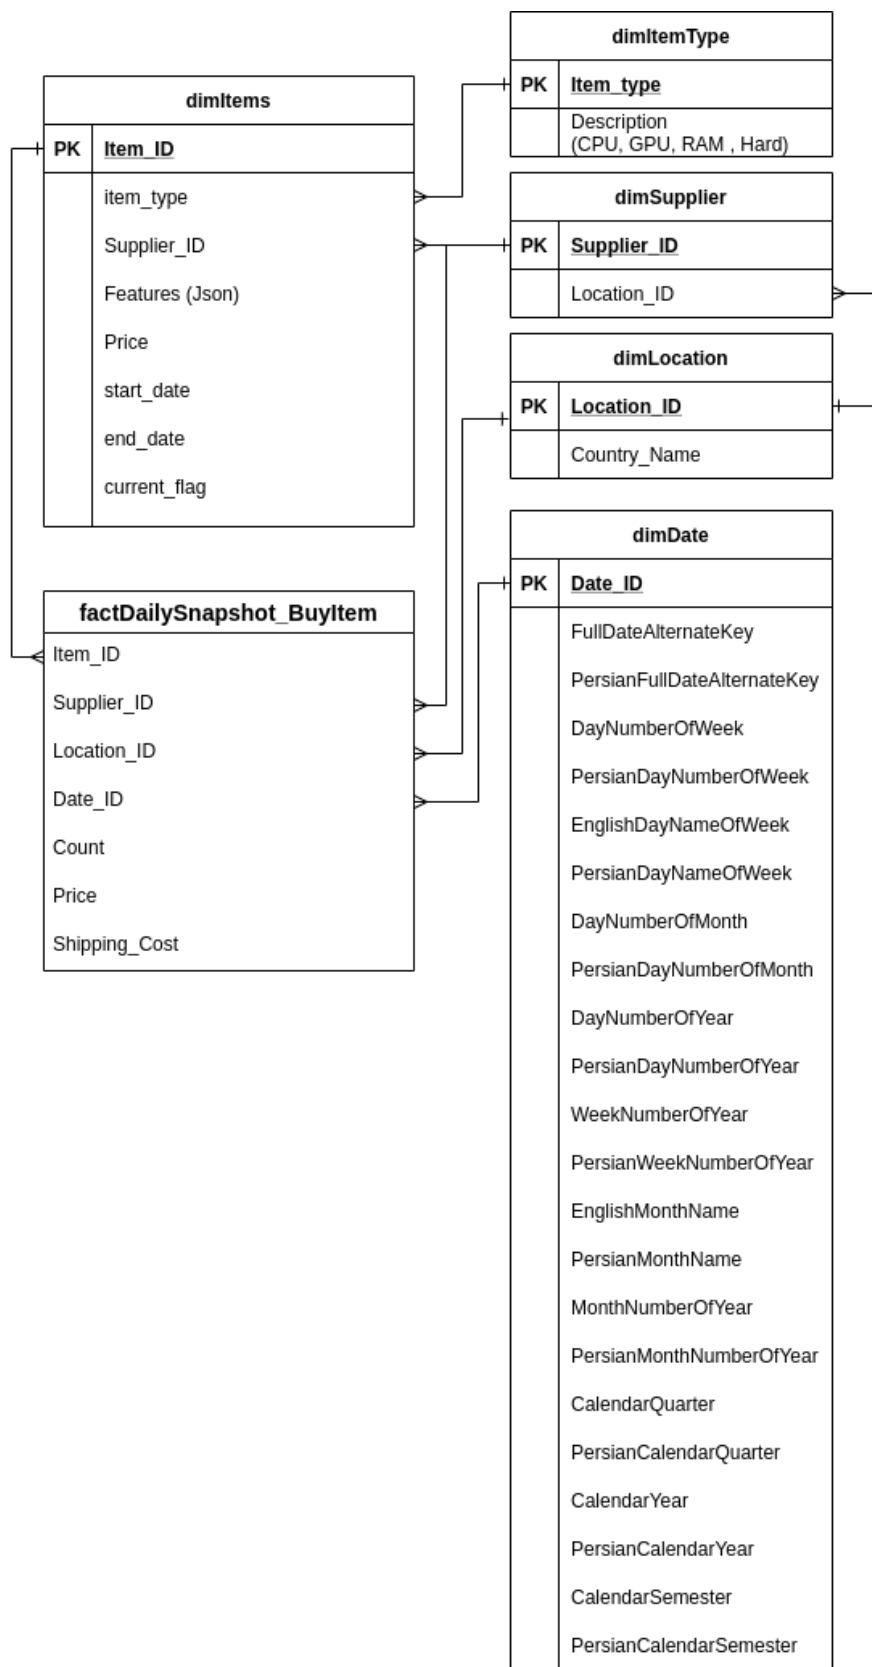 dimItemType
PK Item_type
Description
(CPU, GPU, RAM , Hard)
dimItems
PK Item_ID
item_type
Supplier_ID
Features (Json)
Price
start_date
end_date
current_flag
dimSupplier
PK Supplier_ID
Location_ID
dimLocation
PK Location_ID
Country_Name
factDailySnapshot_BuyItem
Item_ID
Supplier_ID
Location_ID
Date_ID
Count
Price
Shipping_Cost
dimDate
PK Date_ID
FullDateAlternateKey
PersianFullDateAlternateKey
DayNumberOfWeek
PersianDayNumberOfWeek
EnglishDayNameOfWeek
PersianDayNameOfWeek
DayNumberOfMonth
PersianDayNumberOfMonth
DayNumberOfYear
PersianDayNumberOfYear
WeekNumberOfYear
PersianWeekNumberOfYear
EnglishMonthName
PersianMonthName
MonthNumberOfYear
PersianMonthNumberOfYear
CalendarQuarter
PersianCalendarQuarter
CalendarYear
PersianCalendarYear
CalendarSemester
PersianCalendarSemester